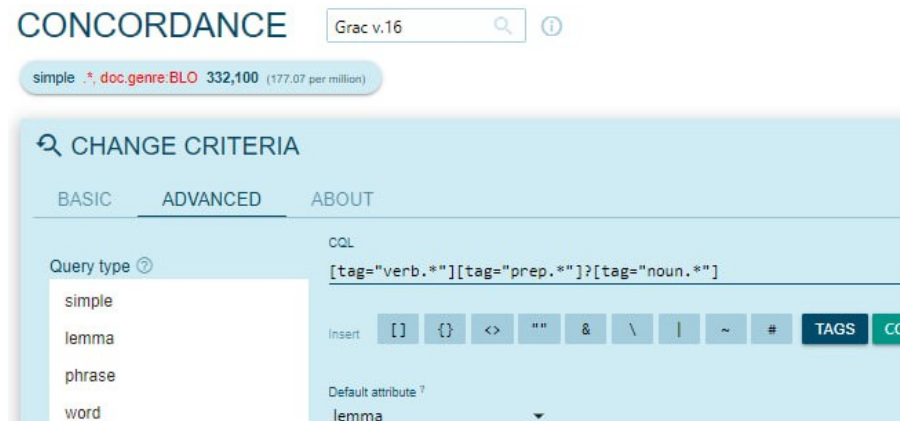 CONCORDANCE Grac v.16
simple .*, doc.genre:BLO 332,100 (177.07 per million)
CHANGE CRITERIA
BASIC ADVANCED ABOUT
Query type ?
simple
lemma
phrase
word
CQL
[tag="verb.*"][tag="prep.*"]?[tag="noun.*"]
Insert [] {} <> "" & \ | ~ # TAGS CO
Default attribute ?
lemma